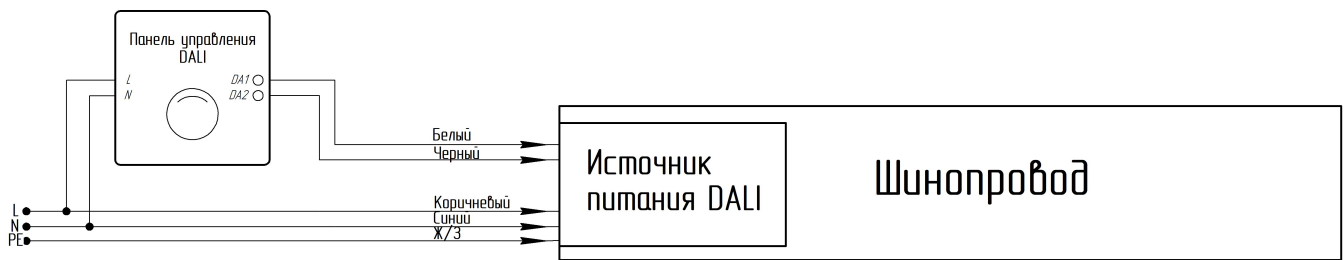 Панель управления
DALI
L
DA1
N
DA2
Белый
Черный
Источник
питания DALI
Шинопровод
L
Коричневый
N
Синий
PE
Ж/З